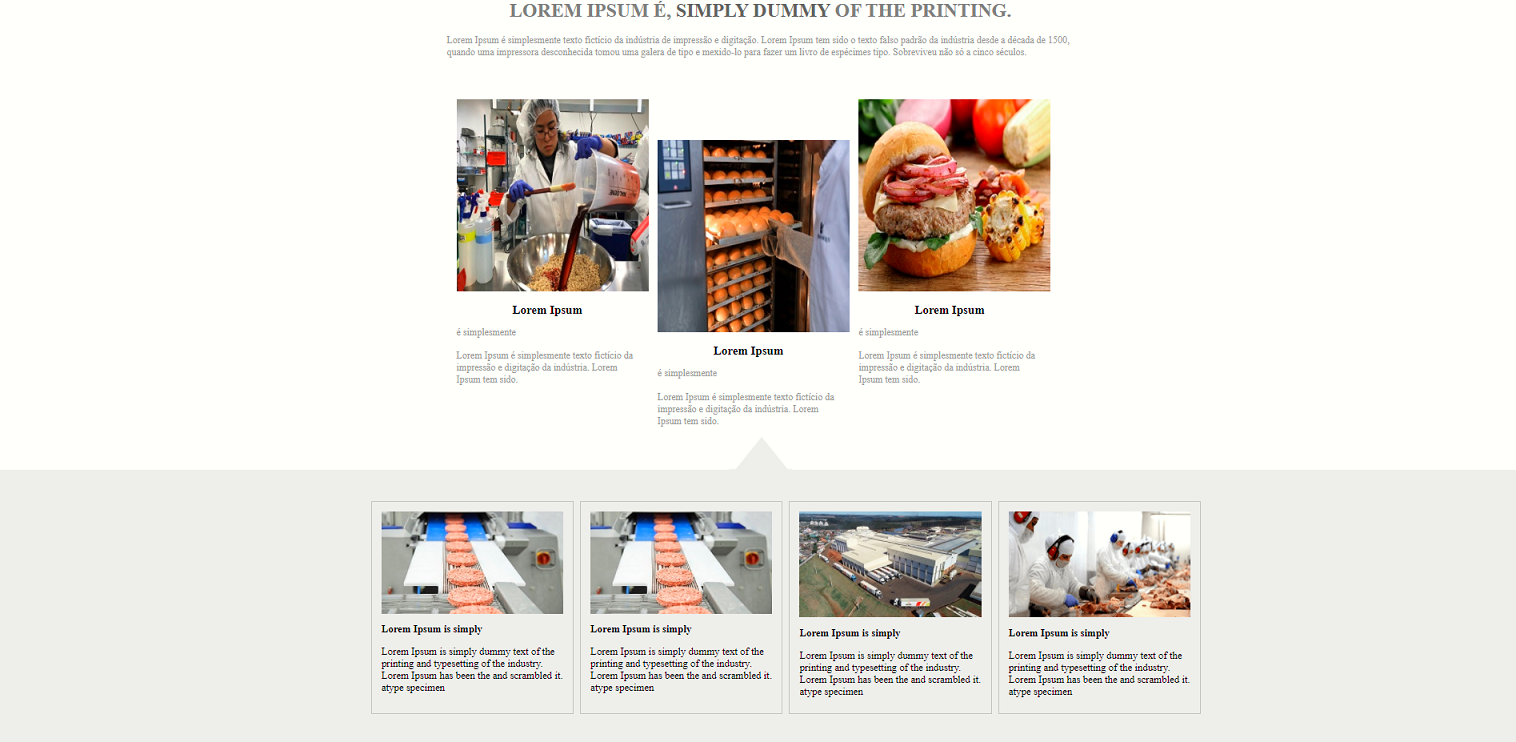 LOREM IPSUM É, SIMPLY DUMMY OF THE PRINTING.
Lorem Ipsum é simplesmente texto fictício da indústria de impressão e digitação. Lorem Ipsum tem sido o texto falso padrão da indústria desde a década de 1500,
quando uma impressora desconhecida tomou uma galera de tipo e mexido-lo para fazer um livro de espécimes tipo. Sobreviveu não só a cinco séculos.
Lorem Ipsum
é simplesmente
Lorem Ipsum é simplesmente texto fictício da
impressão e digitação da indústria. Lorem
Ipsum tem sido.
Lorem Ipsum
é simplesmente
Lorem Ipsum é simplesmente texto fictício da
impressão e digitação da indústria. Lorem
Ipsum tem sido.
Lorem Ipsum
é simplesmente
Lorem Ipsum é simplesmente texto fictício da
impressão e digitação da indústria. Lorem
Ipsum tem sido.
Lorem Ipsum is simply
Lorem Ipsum is simply dummy text of the
printing and typesetting of the industry.
Lorem Ipsum has been the and scrambled it.
atype specimen
Lorem Ipsum is simply
Lorem Ipsum is simply dummy text of the
printing and typesetting of the industry.
Lorem Ipsum has been the and scrambled it.
atype specimen
Lorem Ipsum is simply
Lorem Ipsum is simply dummy text of the
printing and typesetting of the industry.
Lorem Ipsum has been the and scrambled it.
atype specimen
Lorem Ipsum is simply
Lorem Ipsum is simply dummy text of the
printing and typesetting of the industry.
Lorem Ipsum has been the and scrambled it.
atype specimen